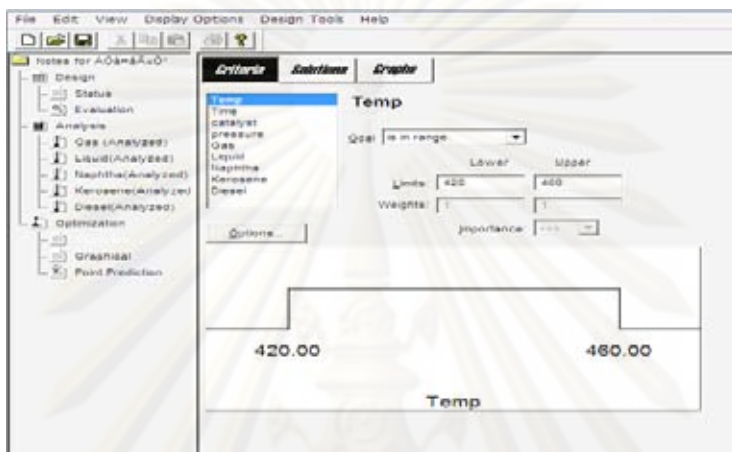 File Edit View Display Options Design Tools Help
Notes for
Design
Status
Evaluation
Analysis
Gas (Analyzed)
Liquid(Analyzed)
Naphtha(Analyzed)
Kerosene(Analyzed)
Diesel(Analyzed)
Optimization
Graphical
Point Prediction
Criteria Solutions Graphs
Temp
Time
catalyst
pressure
Gas
Liquid
Naphtha
Kerosene
Diesel
Options...
Temp
Goal is in range
Lower Upper
Limits: 420 460
Weights: 1 1
Importance +++
420.00 460.00
Temp